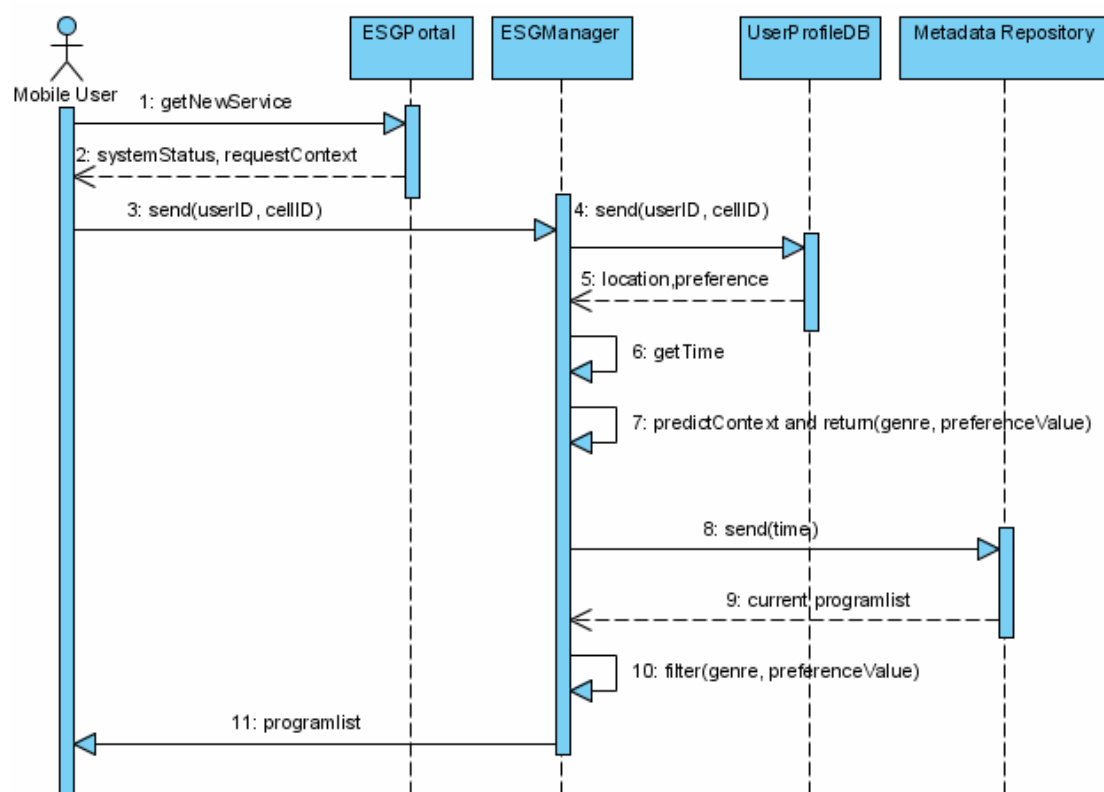 ESGPortal
ESGManager
UserProfileDB
Metadata Repository
Mobile User
1: getNewService
2: systemStatus, requestContext
3: send(userID, cellID)
4: send(userID, cellID)
5: location,preference
6: getTime
7: predictContext and return(genre, preferenceValue)
8: send(time)
9: current programlist
10: filter(genre, preferenceValue)
11: programlist